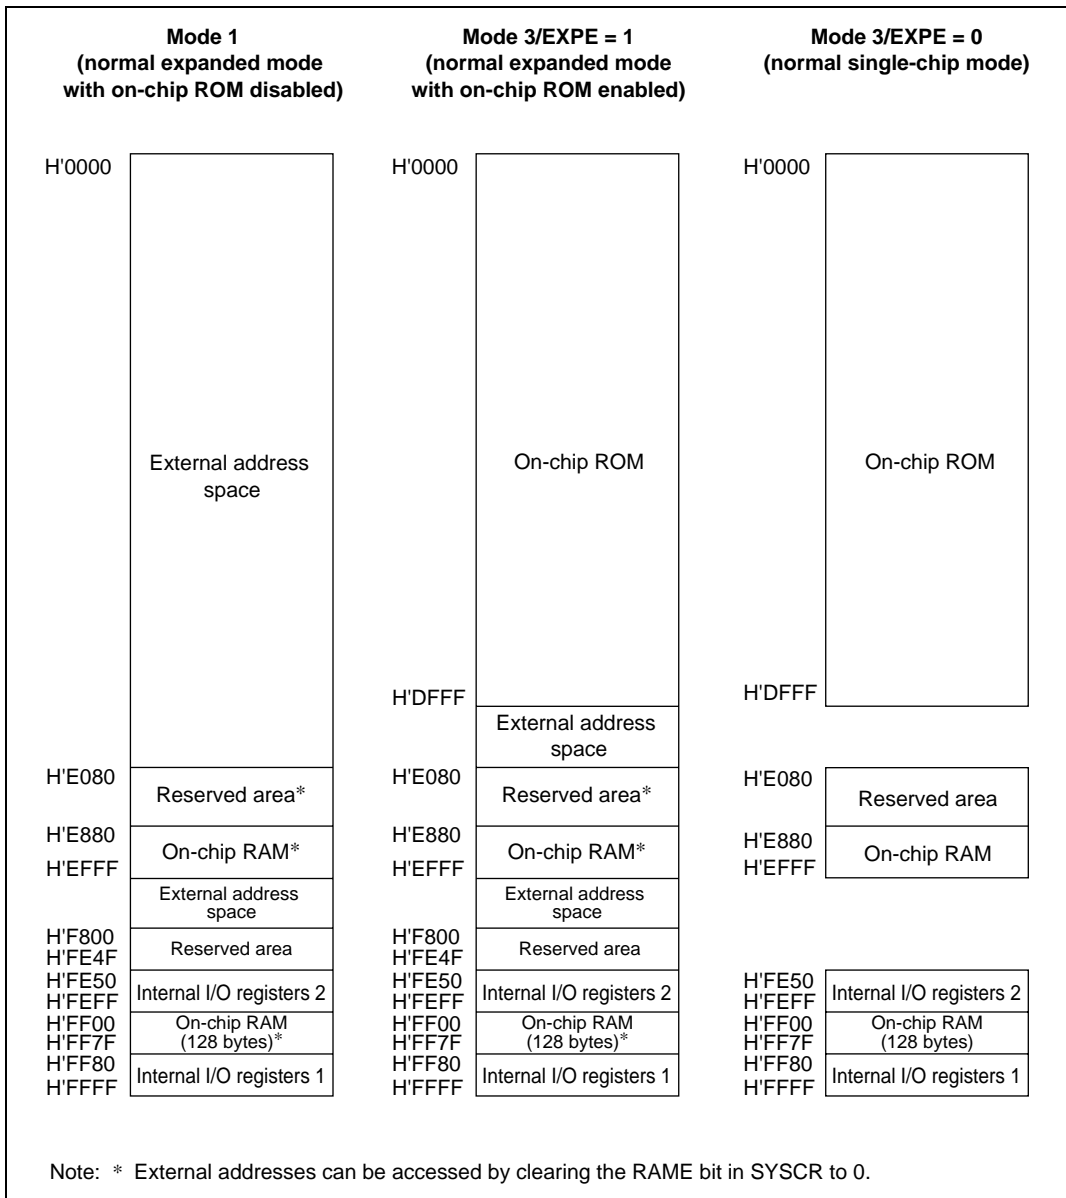 Mode 1
(normal expanded mode
with on-chip ROM disabled)
H'0000
External address
space
H'E080
Reserved area*
H'E880
On-chip RAM*
H'EFFF
External address
space
H'F800
Reserved area
H'FE4F
H'FE50
Internal I/O registers 2
H'FEFF
H'FF00
On-chip RAM
(128 bytes)*
H'FF7F
H'FF80
Internal I/O registers 1
H'FFFF
Mode 3/EXPE = 1
(normal expanded mode
with on-chip ROM enabled)
H'0000
On-chip ROM
H'DFFF
External address
space
H'E080
Reserved area*
H'E880
On-chip RAM*
H'EFFF
External address
space
H'F800
Reserved area
H'FE4F
H'FE50
Internal I/O registers 2
H'FEFF
H'FF00
On-chip RAM
(128 bytes)*
H'FF7F
H'FF80
Internal I/O registers 1
H'FFFF
Mode 3/EXPE = 0
(normal single-chip mode)
H'0000
On-chip ROM
H'DFFF
H'E080
Reserved area
H'E880
On-chip RAM
H'EFFF
H'FE50
Internal I/O registers 2
H'FEFF
H'FF00
On-chip RAM
(128 bytes)
H'FF7F
H'FF80
Internal I/O registers 1
H'FFFF
Note: * External addresses can be accessed by clearing the RAME bit in SYSCR to 0.